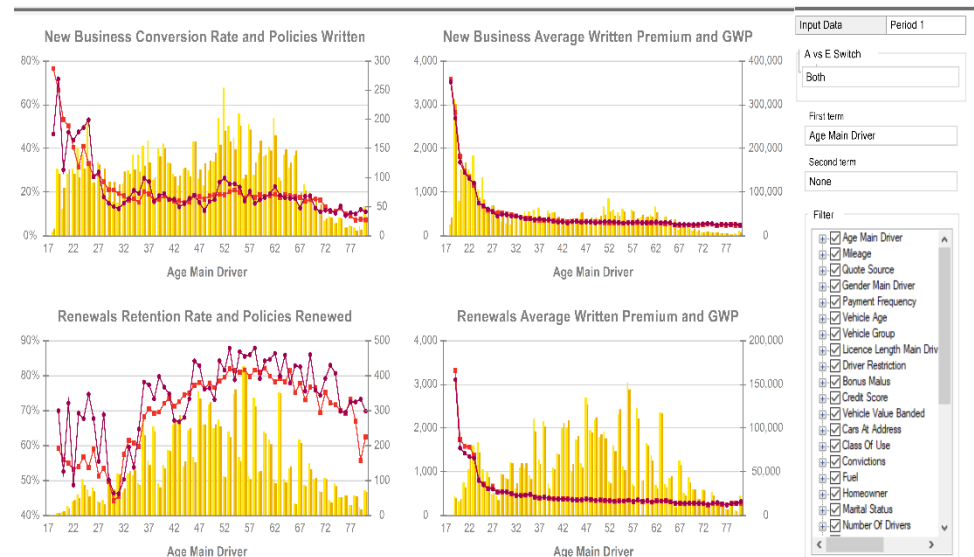 New Business Conversion Rate and Policies Written
80%
60%
40%
20%
0%
300
250
200
150
100
50
0
17 22 27 32 37 42 47 52 57 62 67 72 77
Age Main Driver
New Business Average Written Premium and GWP
4,000
3,000
2,000
1,000
0
400,000
300,000
200,000
100,000
0
17 22 27 32 37 42 47 52 57 62 67 72 77
Age Main Driver
Renewals Retention Rate and Policies Renewed
90%
80%
70%
60%
50%
40%
500
400
300
200
100
0
17 22 27 32 37 42 47 52 57 62 67 72 77
Age Main Driver
Renewals Average Written Premium and GWP
4,000
3,000
2,000
1,000
0
200,000
150,000
100,000
50,000
0
17 22 27 32 37 42 47 52 57 62 67 72 77
Age Main Driver
Input Data Period 1
A vs E Switch
Both
First term
Age Main Driver
Second term
None
Filter
Age Main Driver
Mileage
Quote Source
Gender Main Driver
Payment Frequency
Vehicle Age
Vehicle Group
Licence Length Main Driv
Driver Restriction
Bonus Malus
Credit Score
Vehicle Value Banded
Cars At Address
Class Of Use
Convictions
Fuel
Homeowner
Marital Status
Number Of Drivers